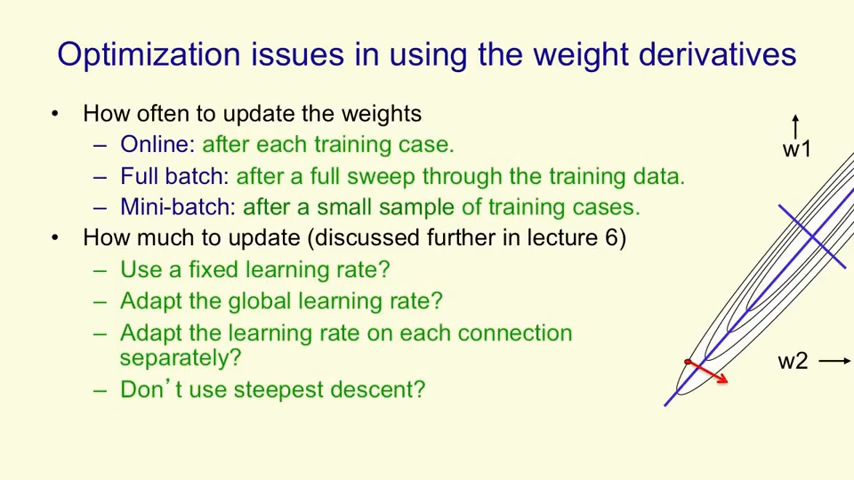 Optimization issues in using the weight derivatives
• How often to update the weights
– Online: after each training case.
– Full batch: after a full sweep through the training data.
– Mini-batch: after a small sample of training cases.
• How much to update (discussed further in lecture 6)
– Use a fixed learning rate?
– Adapt the global learning rate?
– Adapt the learning rate on each connection
separately?
– Don’t use steepest descent?
w1
w2